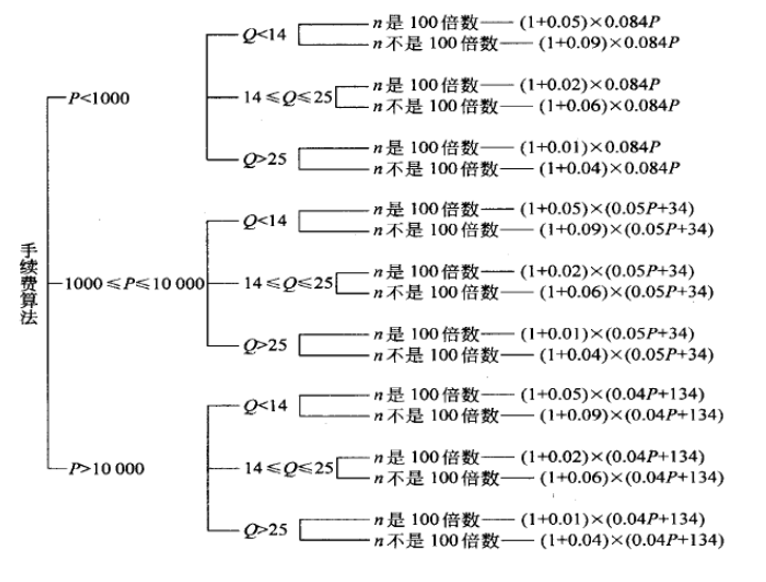 手续费算法
P<1000
Q<14
n是100倍数——(1+0.05)×0.084P
n不是100倍数——(1+0.09)×0.084P
14≤Q≤25
n是100倍数——(1+0.02)×0.084P
n不是100倍数——(1+0.06)×0.084P
Q>25
n是100倍数——(1+0.01)×0.084P
n不是100倍数——(1+0.04)×0.084P
1000≤P≤10 000
Q<14
n是100倍数——(1+0.05)×(0.05P+34)
n不是100倍数——(1+0.09)×(0.05P+34)
14≤Q≤25
n是100倍数——(1+0.02)×(0.05P+34)
n不是100倍数——(1+0.06)×(0.05P+34)
Q>25
n是100倍数——(1+0.01)×(0.05P+34)
n不是100倍数——(1+0.04)×(0.05P+34)
P>10 000
Q<14
n是100倍数——(1+0.05)×(0.04P+134)
n不是100倍数——(1+0.09)×(0.04P+134)
14≤Q≤25
n是100倍数——(1+0.02)×(0.04P+134)
n不是100倍数——(1+0.06)×(0.04P+134)
Q>25
n是100倍数——(1+0.01)×(0.04P+134)
n不是100倍数——(1+0.04)×(0.04P+134)